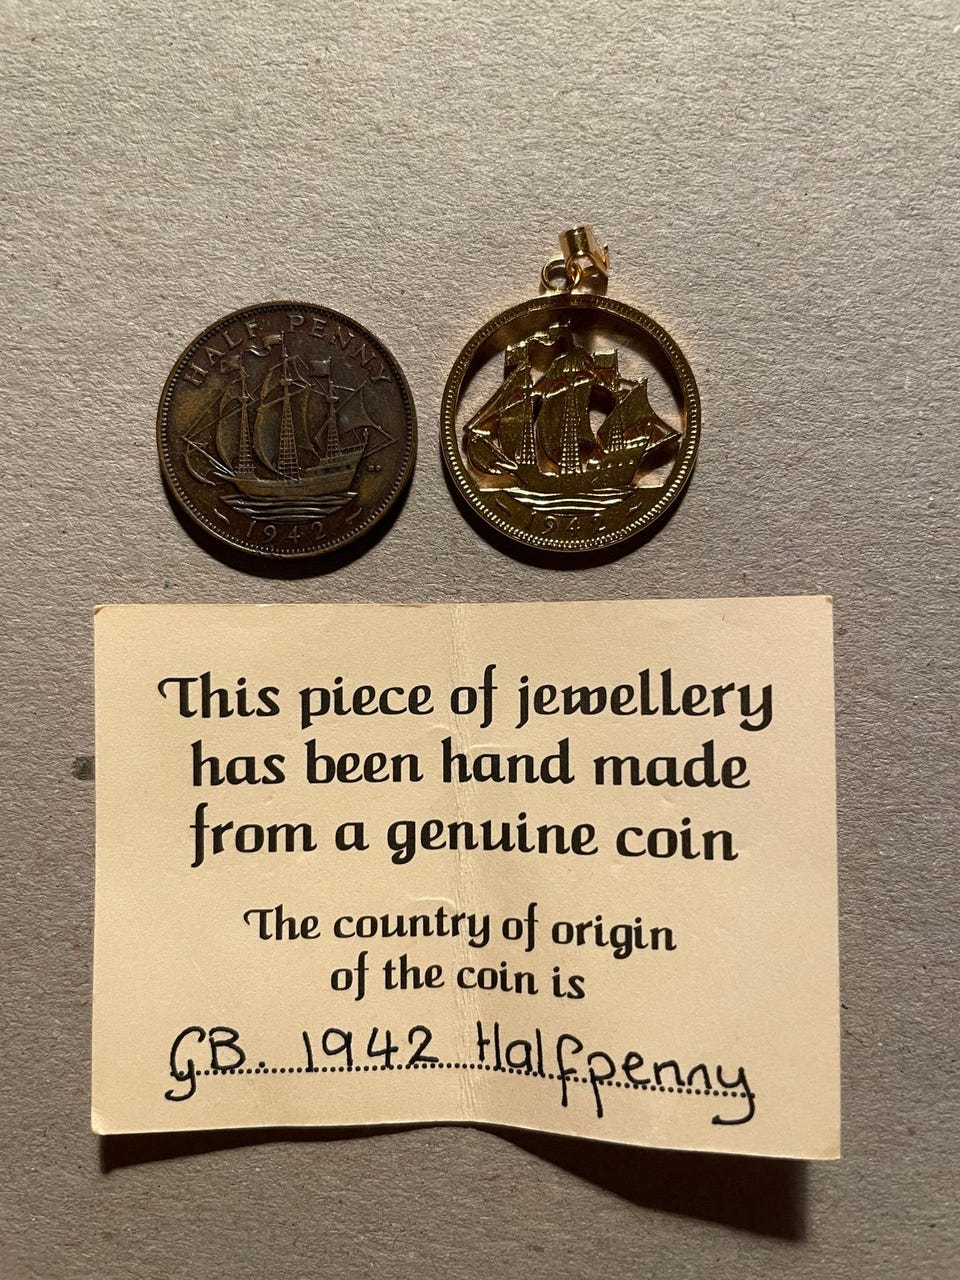 HALF PENNY
HP
1942
1942
This piece of jewellery
has been hand made
from a genuine coin
The country of origin
of the coin is
GB. 1942 Halfpenny